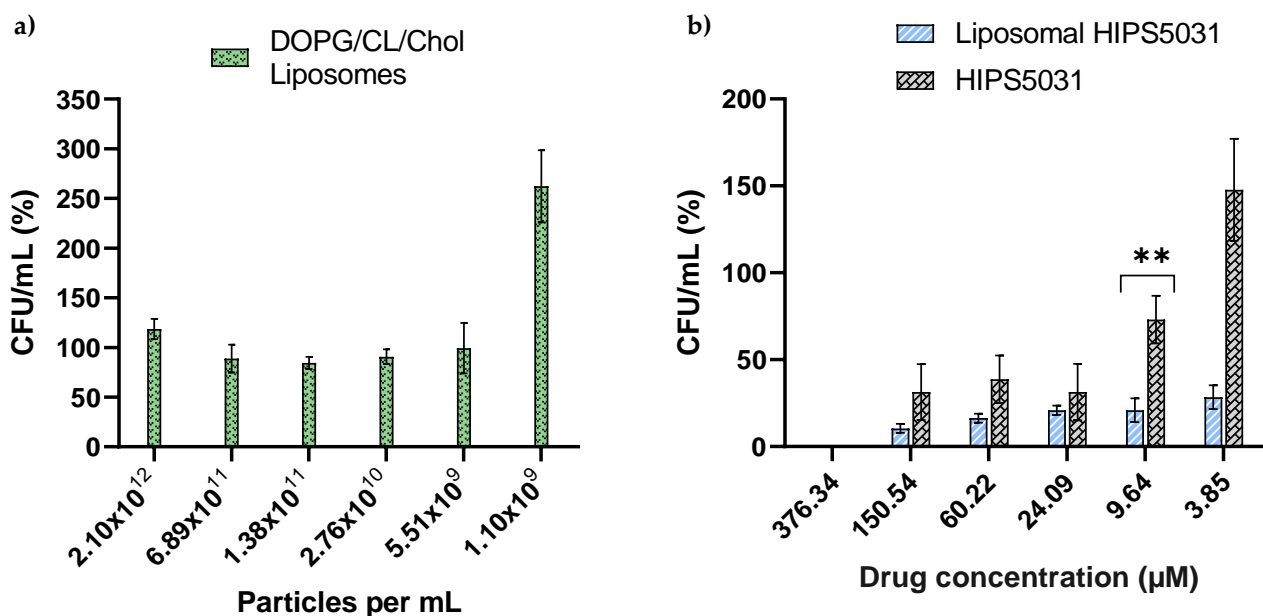 a)
DOPG/CL/Chol
Liposomes
350
300
250
200
150
100
50
0
CFU/mL (%)
2.10x10¹²
6.89x10¹¹
1.38x10¹¹
2.76x10¹⁰
5.51x10⁹
1.10x10⁹
Particles per mL
b)
Liposomal HIPS5031
HIPS5031
200
150
100
50
0
CFU/mL (%)
**
376.34
150.54
60.22
24.09
9.64
3.85
Drug concentration (µM)